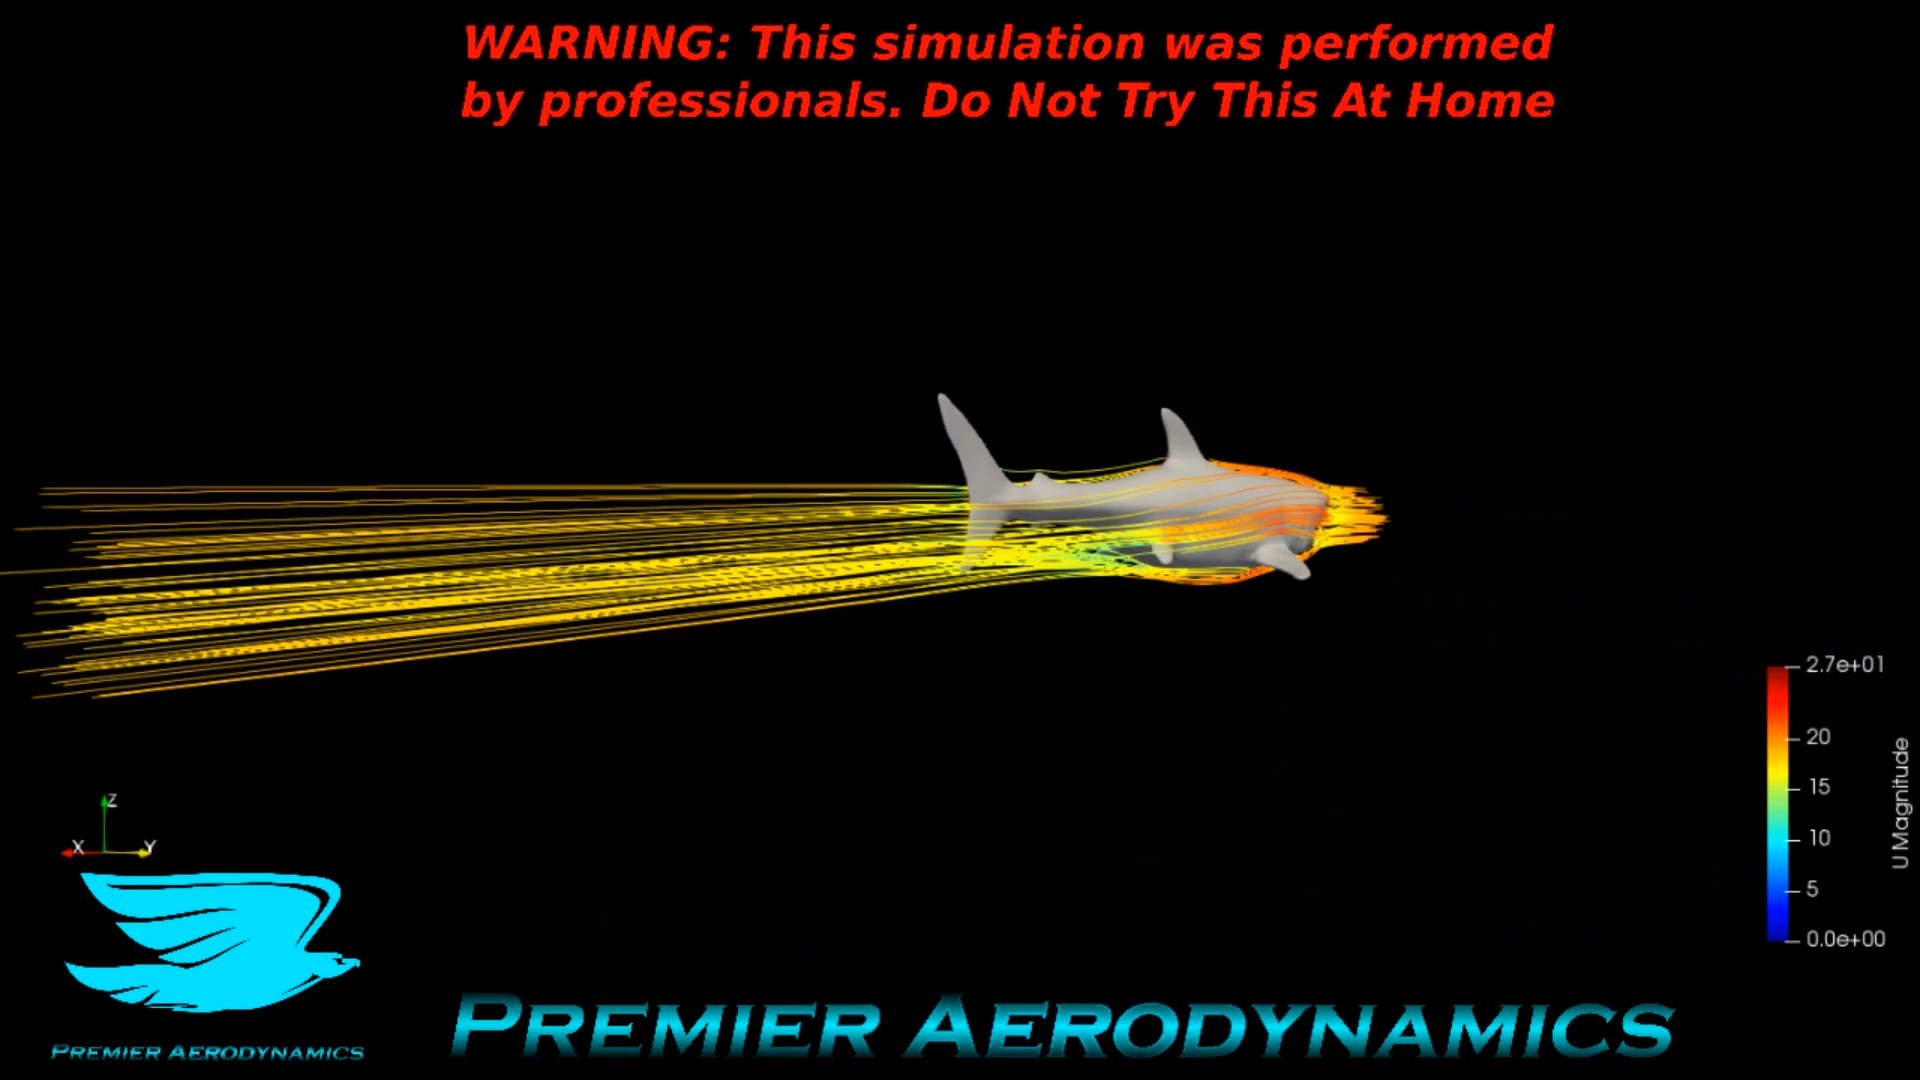 WARNING: This simulation was performed
by professionals. Do Not Try This At Home
2.7e+01
20
15
10
5
0.0e+00
U Magnitude
Z
X
Y
PREMIER AERODYNAMICS
PREMIER AERODYNAMICS